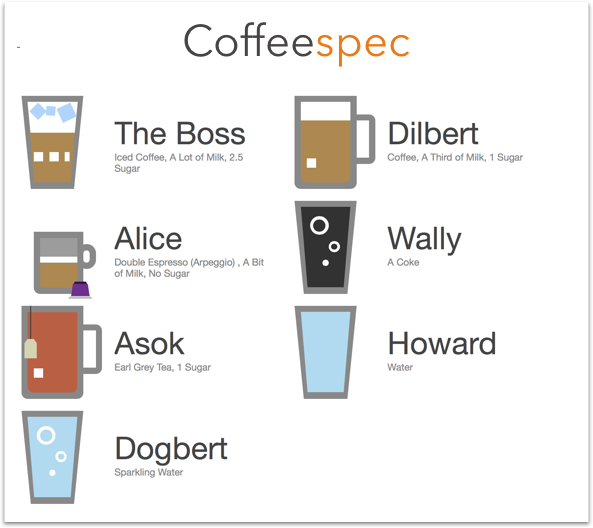 Coffeespec
The Boss
Iced Coffee, A Lot of Milk, 2.5
Sugar
Dilbert
Coffee, A Third of Milk, 1 Sugar
Alice
Double Espresso (Arpeggio) , A Bit
of Milk, No Sugar
Wally
A Coke
Asok
Earl Grey Tea, 1 Sugar
Howard
Water
Dogbert
Sparkling Water